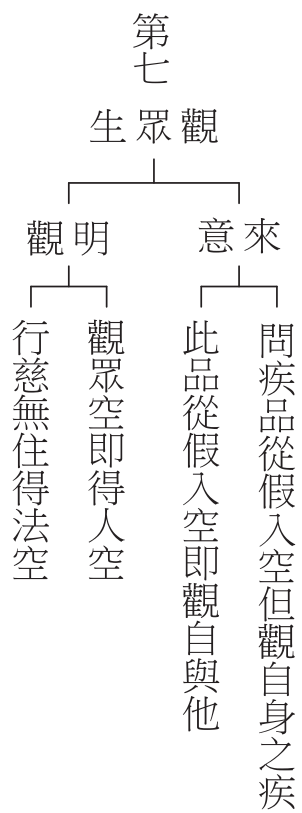 第七
觀眾生
來意
問疾品從假入空但觀自身之疾
此品從假入空即觀自與他
明觀
觀眾空即得人空
行慈無住得法空